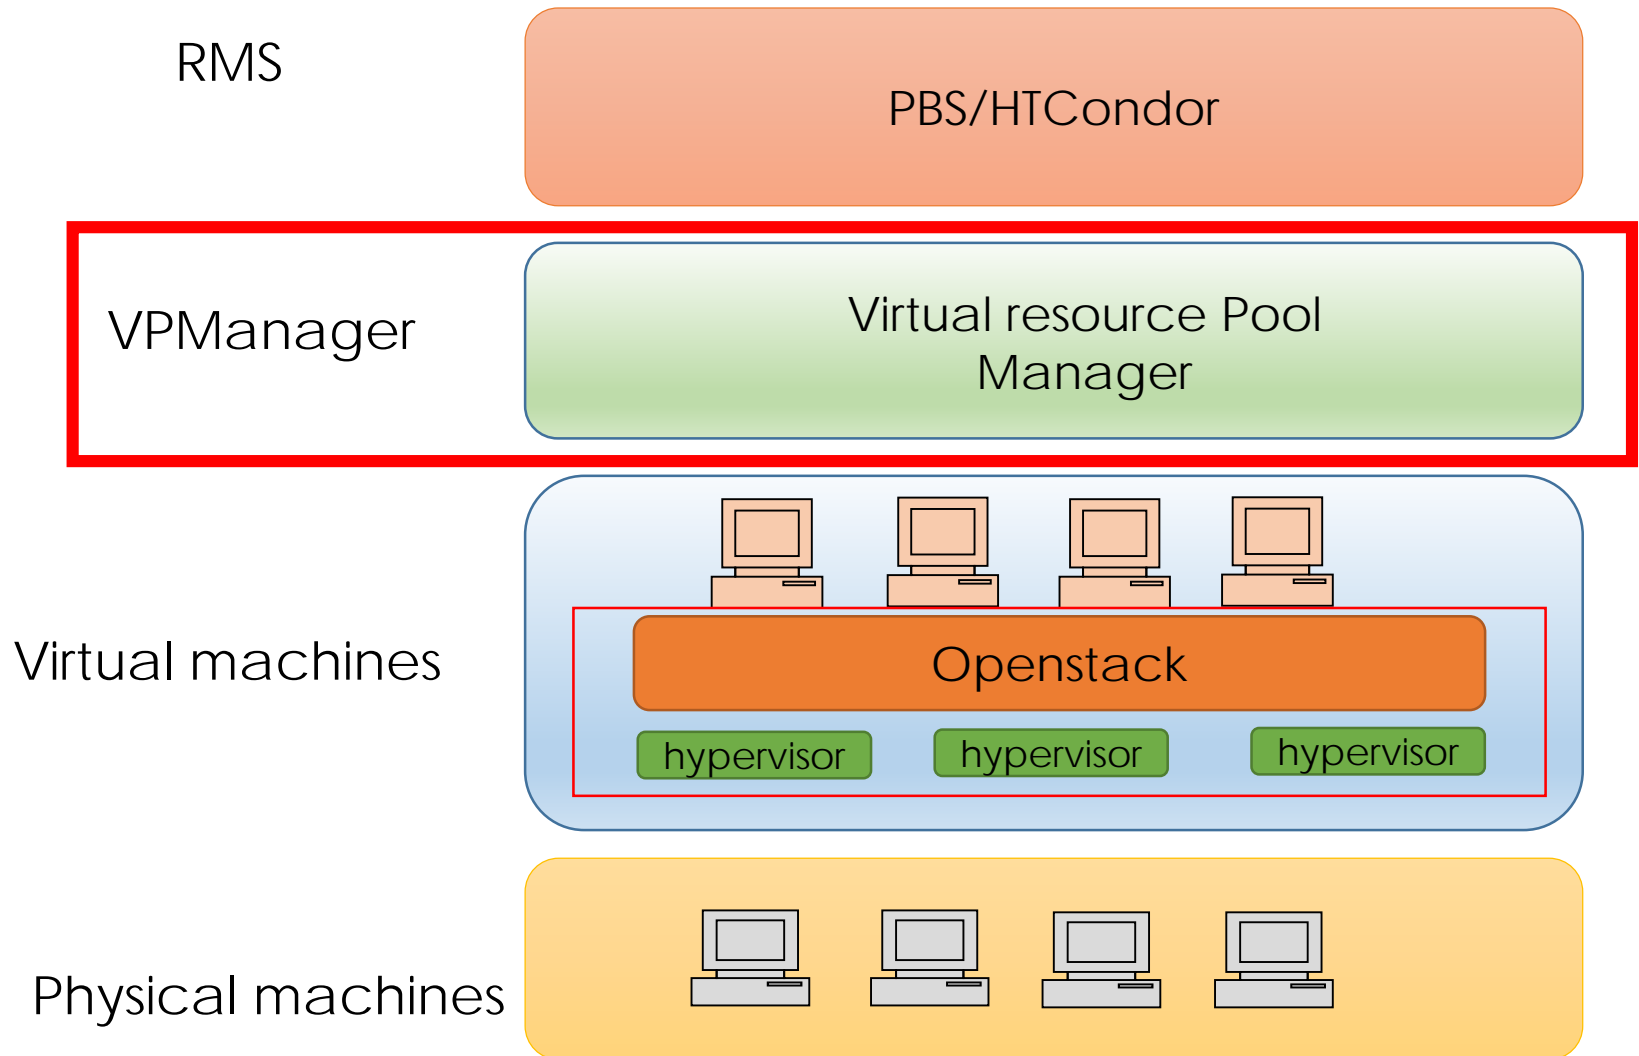 RMS
PBS/HTCondor
VPManager
Virtual resource Pool
Manager
Virtual machines
Openstack
hypervisor
hypervisor
hypervisor
Physical machines